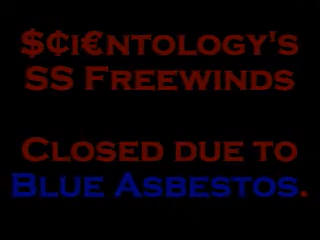 $¢i€ntology's
SS Freewinds
Closed due to
Blue Asbestos.